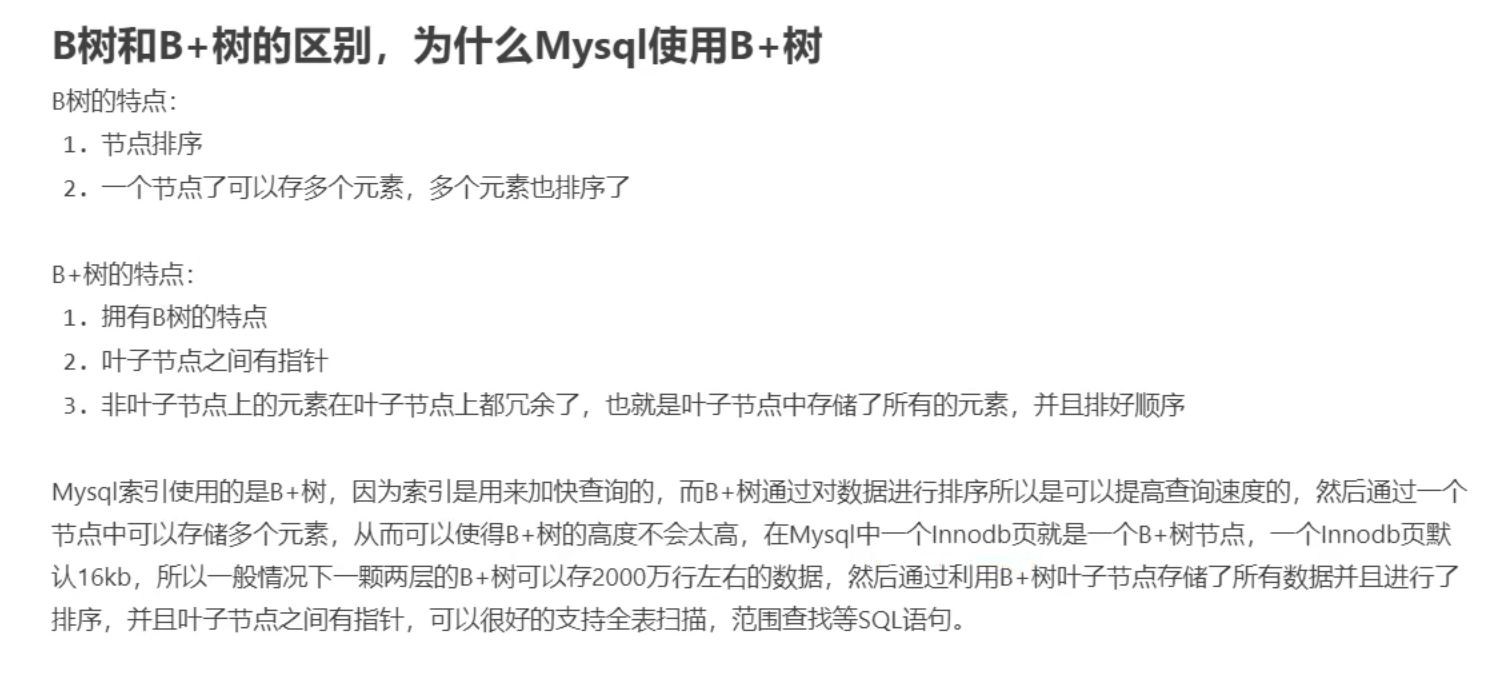 B树和B+树的区别，为什么Mysql使用B+树
B树的特点：
1. 节点排序
2. 一个节点了可以存多个元素，多个元素也排序了
B+树的特点：
1. 拥有B树的特点
2. 叶子节点之间有指针
3. 非叶子节点上的元素在叶子节点上都冗余了，也就是叶子节点中存储了所有的元素，并且排好顺序
Mysql索引使用的是B+树，因为索引是用来加快查询的，而B+树通过对数据进行排序所以是可以提高查询速度的，然后通过一个
节点中可以存储多个元素，从而可以使得B+树的高度不会太高，在Mysql中一个Innodb页就是一个B+树节点，一个Innodb页默
认16kb，所以一般情况下一颗两层的B+树可以存2000万行左右的数据，然后通过利用B+树叶子节点存储了所有数据并且进行了
排序，并且叶子节点之间有指针，可以很好的支持全表扫描，范围查找等SQL语句。